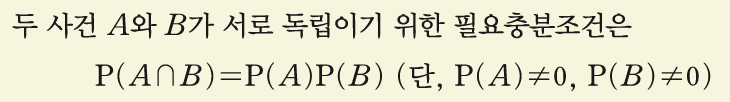 두 사건 A와 B가 서로 독립이기 위한 필요충분조건은
P(A∩B)=P(A)P(B) (단, P(A)≠0, P(B)≠0)